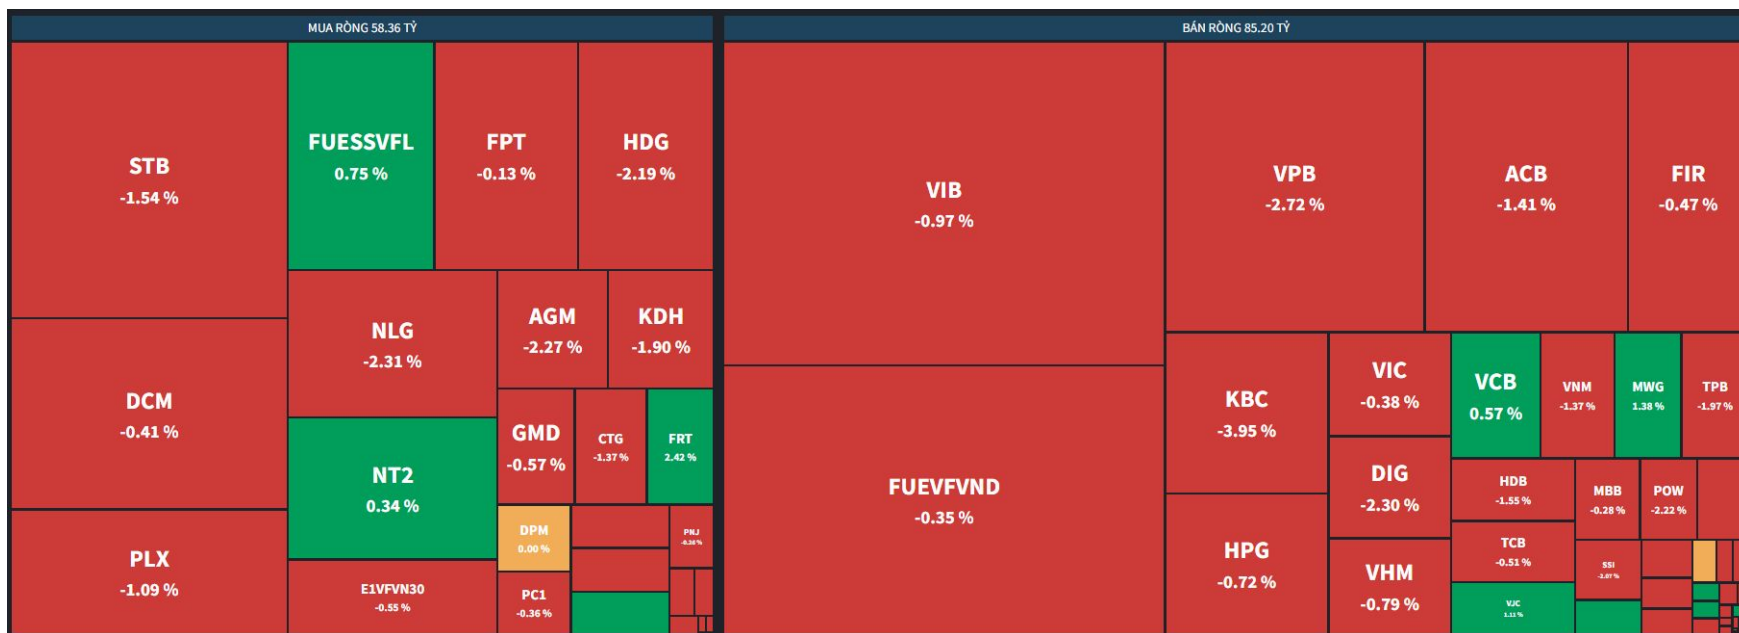 MUA RÒNG 58.36 TỶ
STB
-1.54 %
FUESSVFL
0.75 %
FPT
-0.13 %
HDG
-2.19 %
DCM
-0.41 %
PLX
-1.09 %
NLG
-2.31 %
AGM
-2.27 %
KDH
-1.90 %
NT2
0.34 %
GMD
-0.57 %
CTG
-1.37 %
FRT
2.42 %
E1VFVN30
-0.55 %
DPM
0.00 %
PC1
-0.36 %
PNJ
BÁN RÒNG 85.20 TỶ
VIB
-0.97 %
VPB
-2.72 %
ACB
-1.41 %
FIR
-0.47 %
FUEVFVND
-0.35 %
KBC
-3.95 %
HPG
-0.72 %
VIC
-0.38 %
DIG
-2.30 %
VHM
-0.79 %
VCB
0.57 %
VNM
-1.37 %
MWG
1.38 %
TPB
-1.97 %
HDB
-1.55 %
MBB
-0.28 %
POW
-2.22 %
TCB
-0.51 %
SSI
VJC
1.11 %